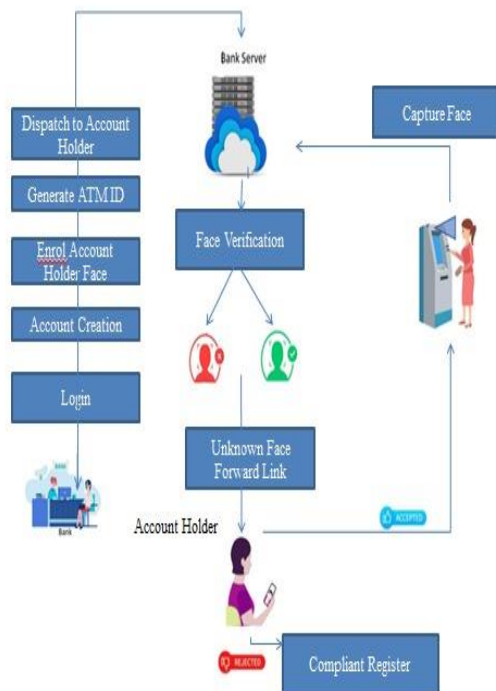 Bank Server
Dispatch to Account
Holder
Capture Face
Generate ATM ID
Face Verification
Enrol Account
Holder Face
Account Creation
Login
Unknown Face
Forward Link
Bank
Account Holder
ACCEPTED
REJECTED
Compliant Register